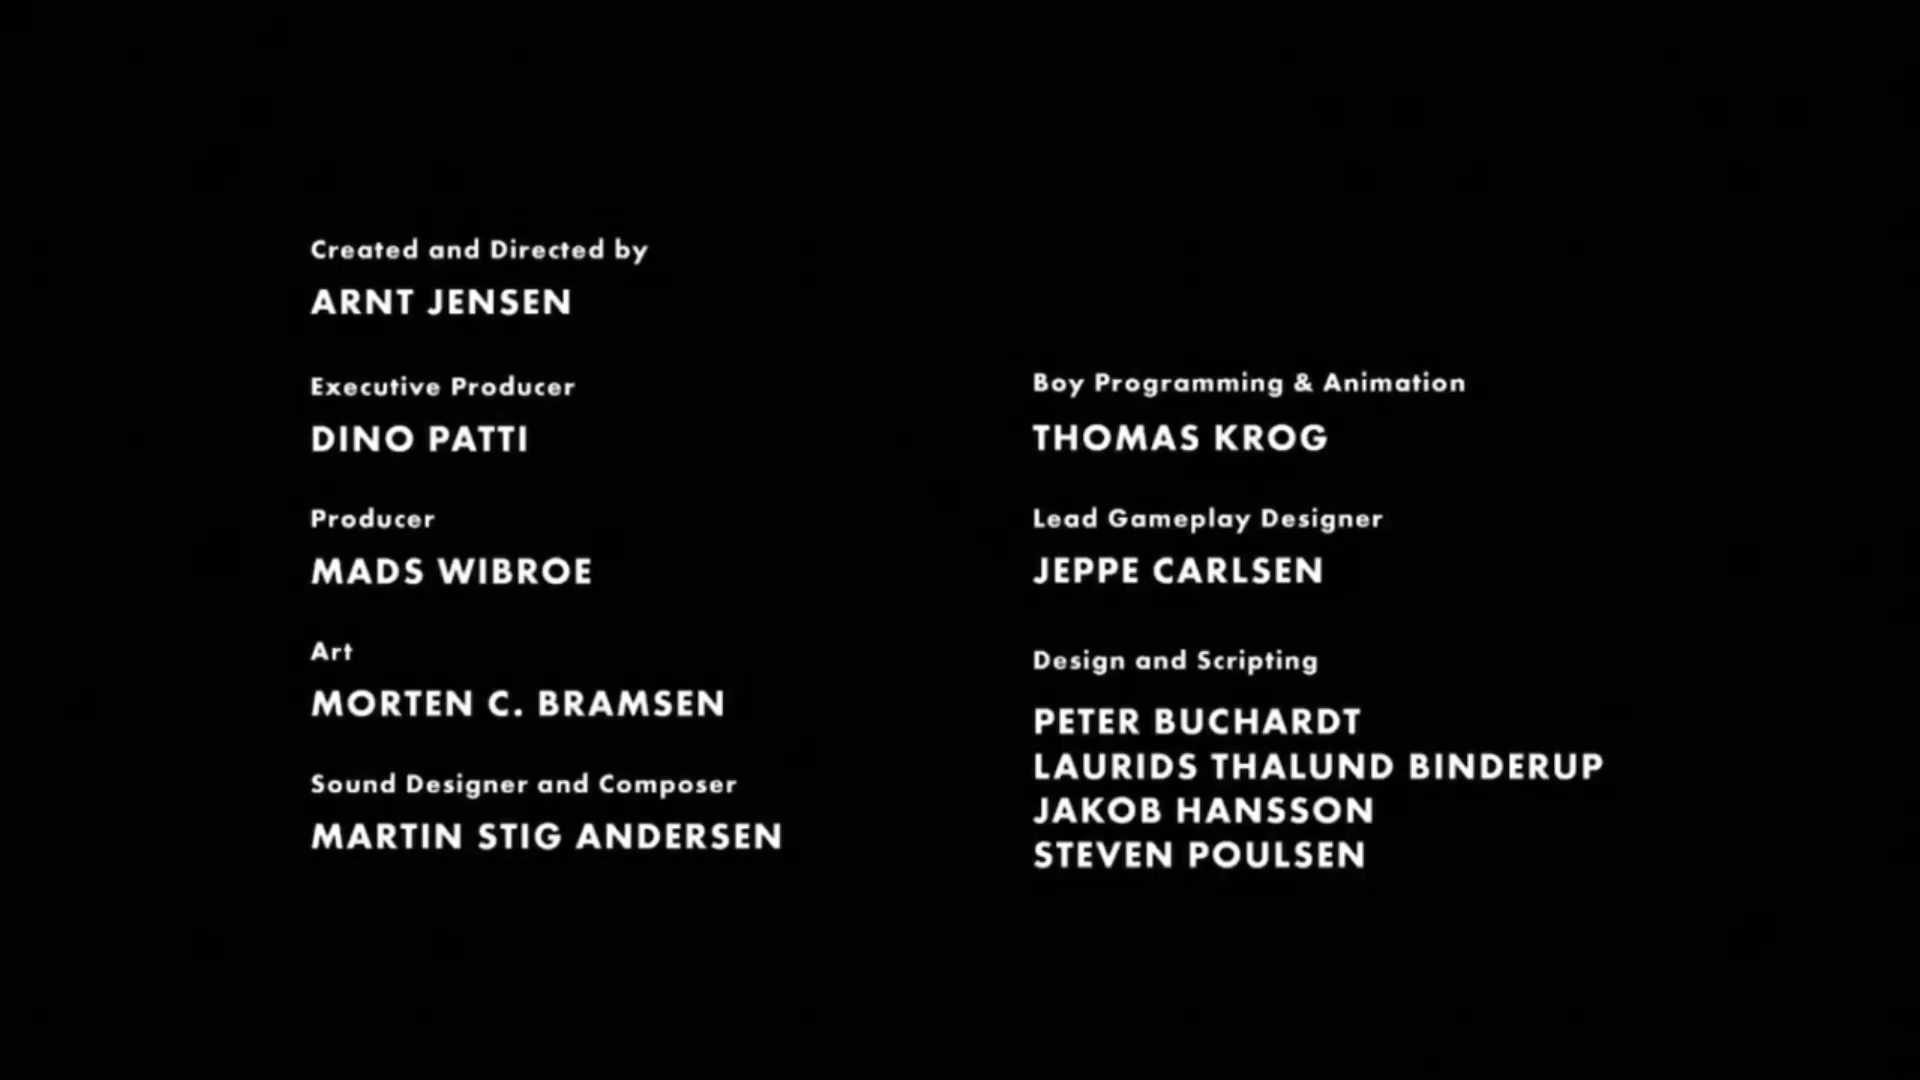 Created and Directed by
ARNT JENSEN
Executive Producer
DINO PATTI
Producer
MADS WIBROE
Art
MORTEN C. BRAMSEN
Sound Designer and Composer
MARTIN STIG ANDERSEN
Boy Programming & Animation
THOMAS KROG
Lead Gameplay Designer
JEPPE CARLSEN
Design and Scripting
PETER BUCHARDT
LAURIDS THALUND BINDERUP
JAKOB HANSSON
STEVEN POULSEN